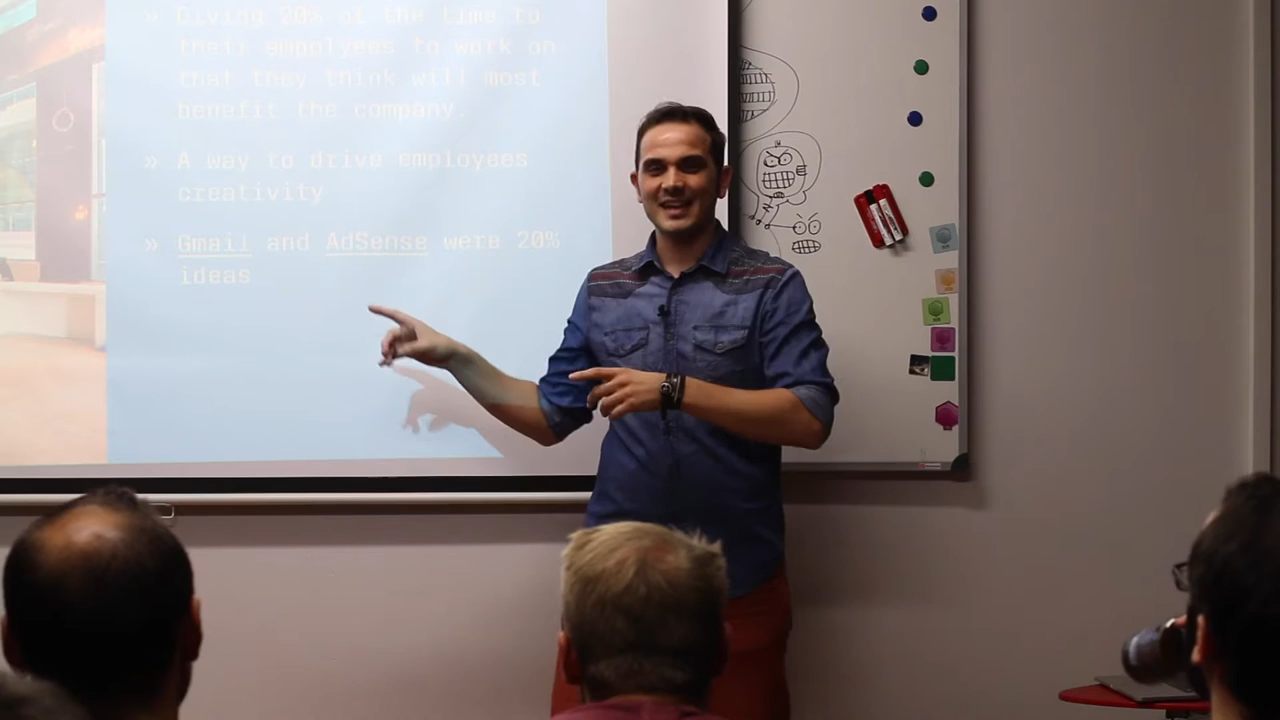 » Giving 20% of the time to
their empolyees to work on
that they think will most
benefit the company.
» A way to drive employees
creativity
» Gmail and AdSense were 20%
ideas